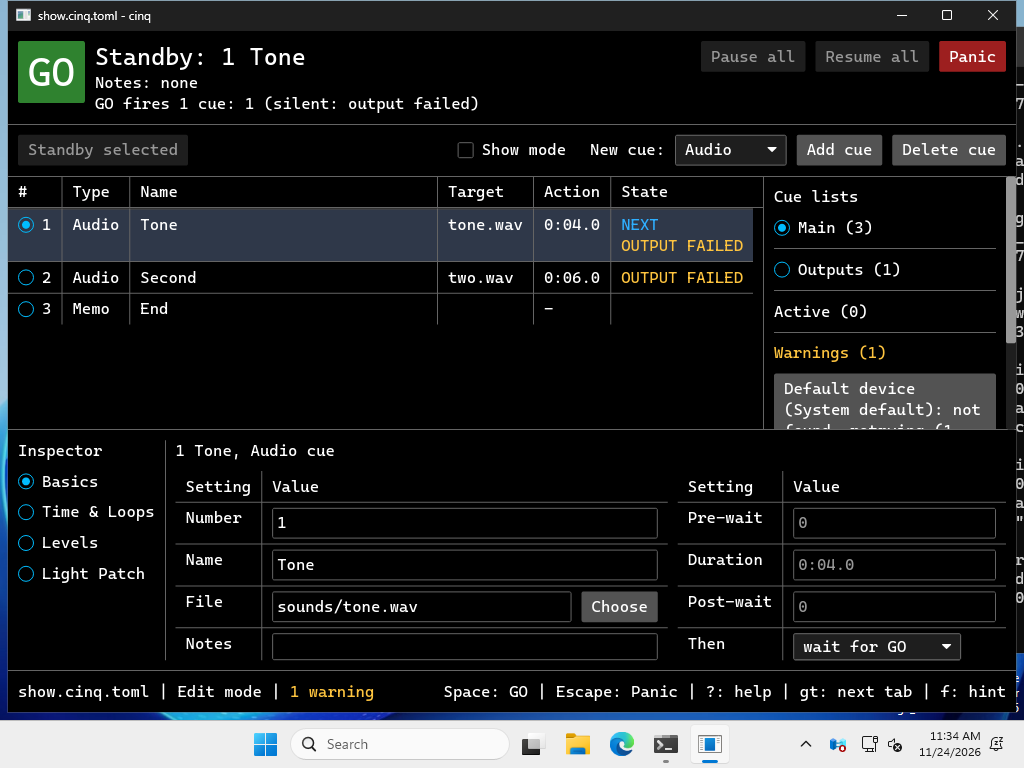 show.cinq.toml - cinq
GO
Standby: 1 Tone
Notes: none
GO fires 1 cue: 1 (silent: output failed)
Pause all
Resume all
Panic
Standby selected
Show mode
New cue:
Audio
Add cue
Delete cue
# Type Name Target Action State
1 Audio Tone tone.wav 0:04.0 NEXT
OUTPUT FAILED
2 Audio Second two.wav 0:06.0 OUTPUT FAILED
3 Memo End –
Cue lists
Main (3)
Outputs (1)
Active (0)
Warnings (1)
Default device
(System default): not
found, retrying (1
Inspector
Basics
Time & Loops
Levels
Light Patch
1 Tone, Audio cue
Setting Value
Number 1
Name Tone
File sounds/tone.wav Choose
Notes
Setting Value
Pre-wait 0
Duration 0:04.0
Post-wait 0
Then wait for GO
show.cinq.toml | Edit mode | 1 warning
Space: GO | Escape: Panic | ?: help | gt: next tab | f: hint
Search
11:34 AM
11/24/2026